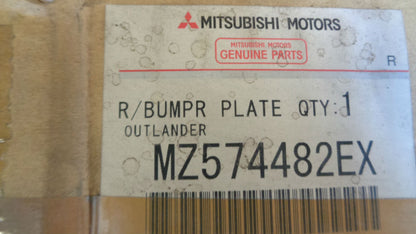 MITSUBISHI MOTORS
MITSUBISHI MOTORS
GENUINE PARTS
R
R/BUMPR PLATE QTY:1
OUTLANDER
MZ574482EX